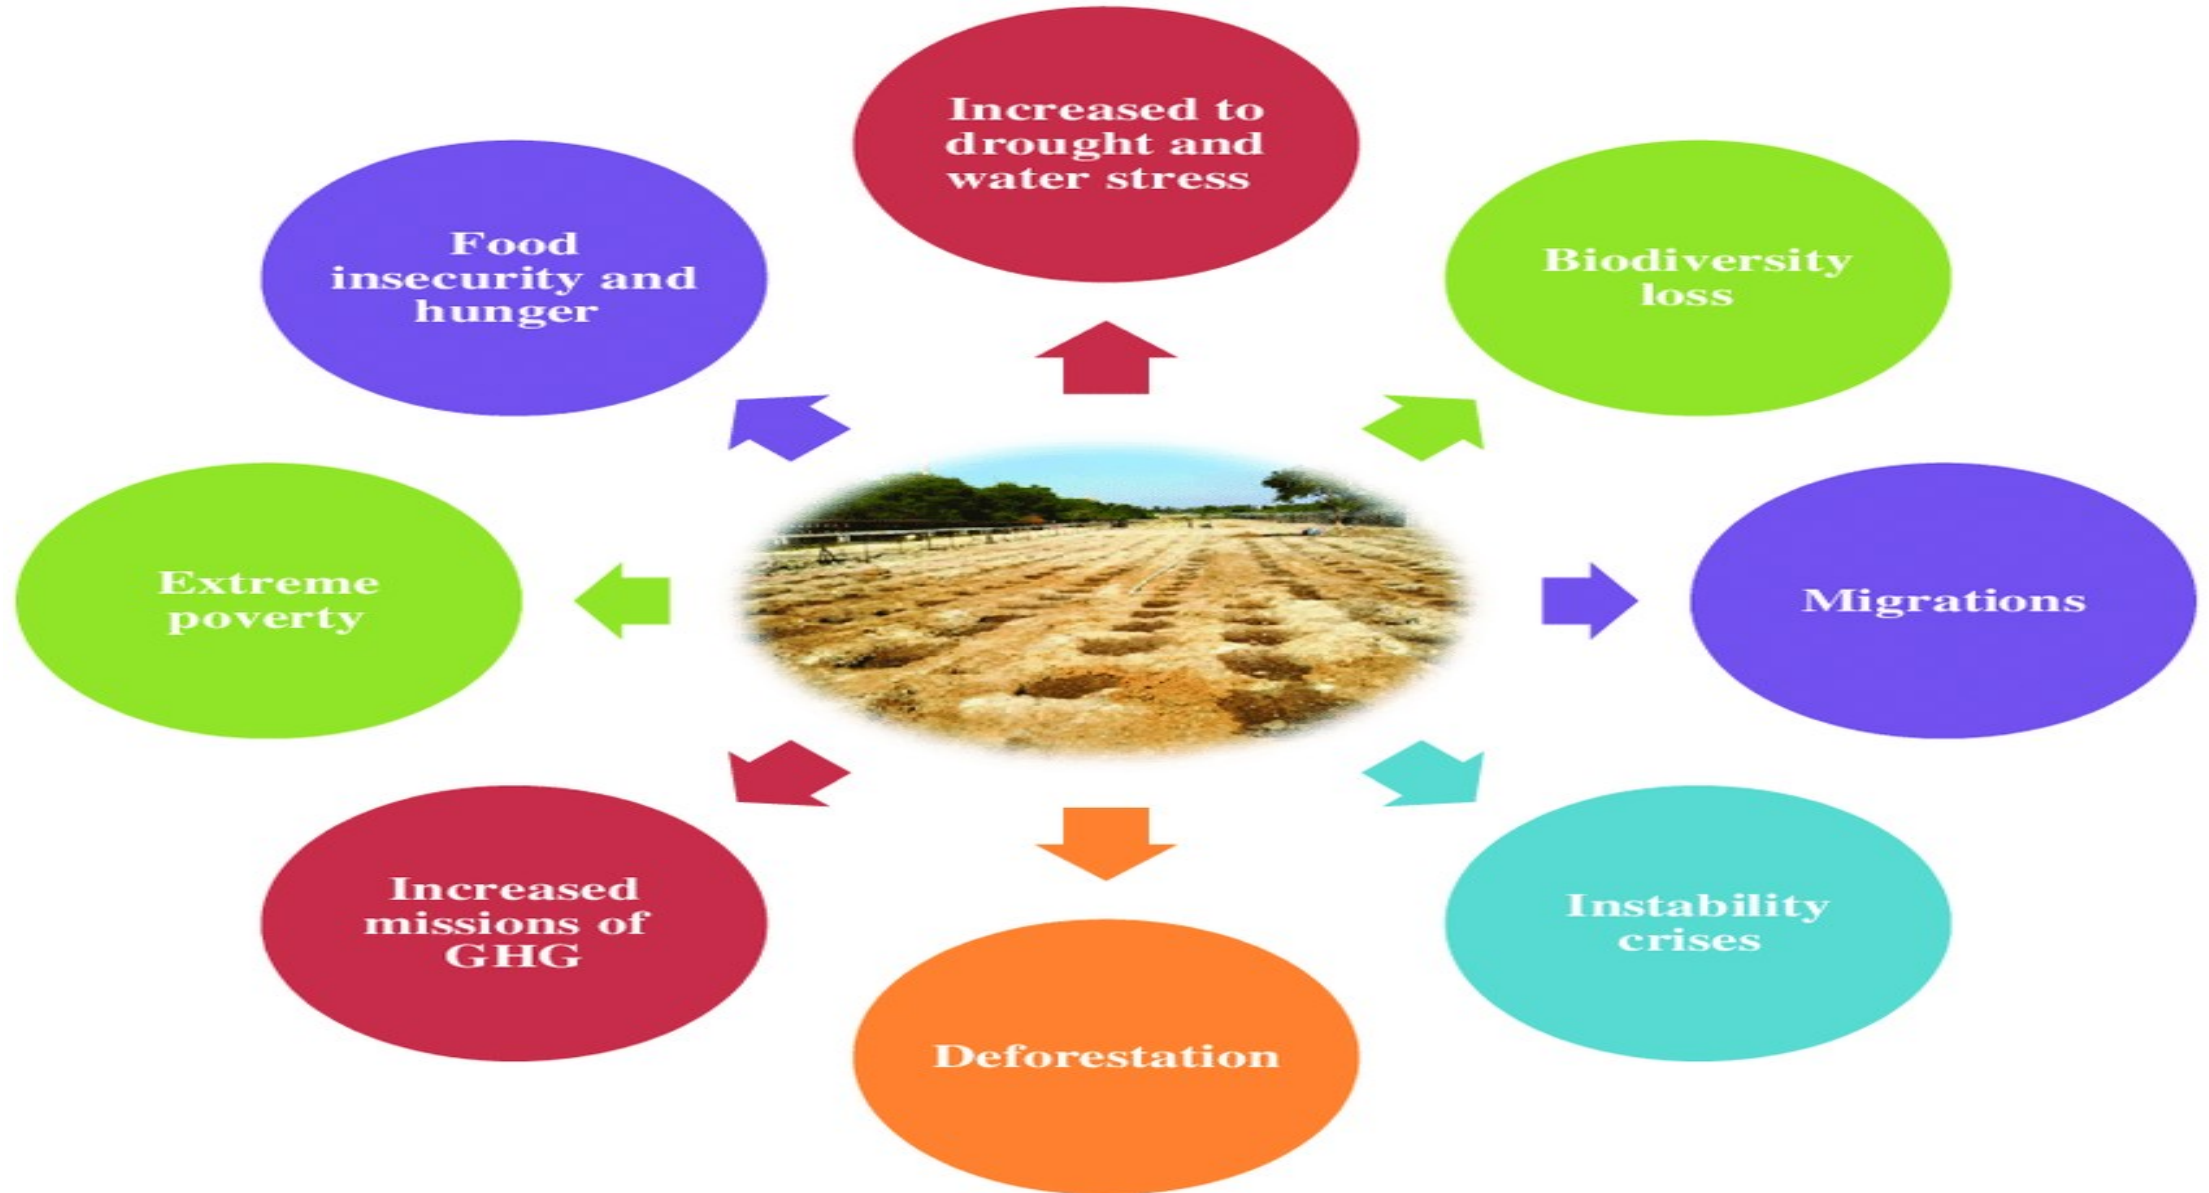 Increased to
drought and
water stress
Biodiversity
loss
Migrations
Instability
crises
Deforestation
Increased
missions of
GHG
Extreme
poverty
Food
insecurity and
hunger